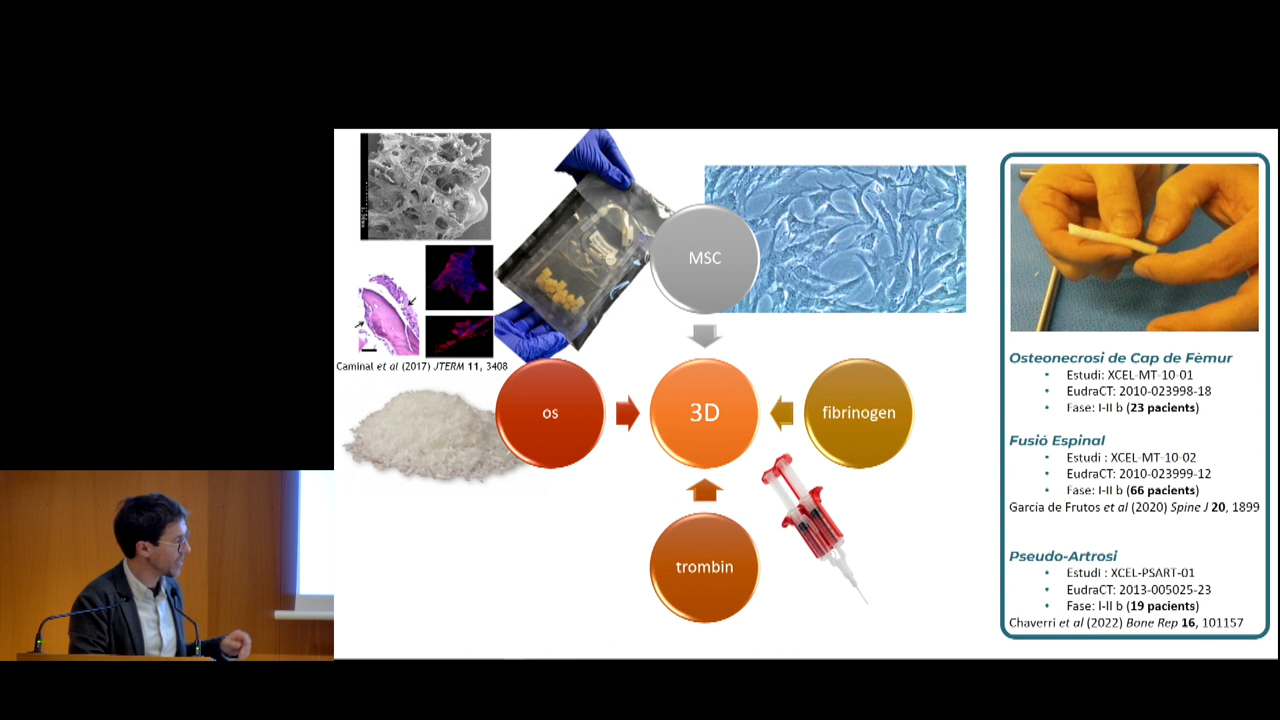 MSC
Caminal et al (2017) JTERM 11, 3408
os
3D
fibrinogen
trombin
Osteonecrosi de Cap de Fèmur
• Estudi: XCEL-MT-10-01
• EudraCT: 2010-023998-18
• Fase: I-II b (23 pacients)
Fusió Espinal
• Estudi : XCEL-MT-10-02
• EudraCT: 2010-023999-12
• Fase: I-II b (66 pacients)
Garcia de Frutos et al (2020) Spine J 20, 1899
Pseudo-Artrosi
• Estudi : XCEL-PSART-01
• EudraCT: 2013-005025-23
• Fase: I-II b (19 pacients)
Chaverri et al (2022) Bone Rep 16, 101157